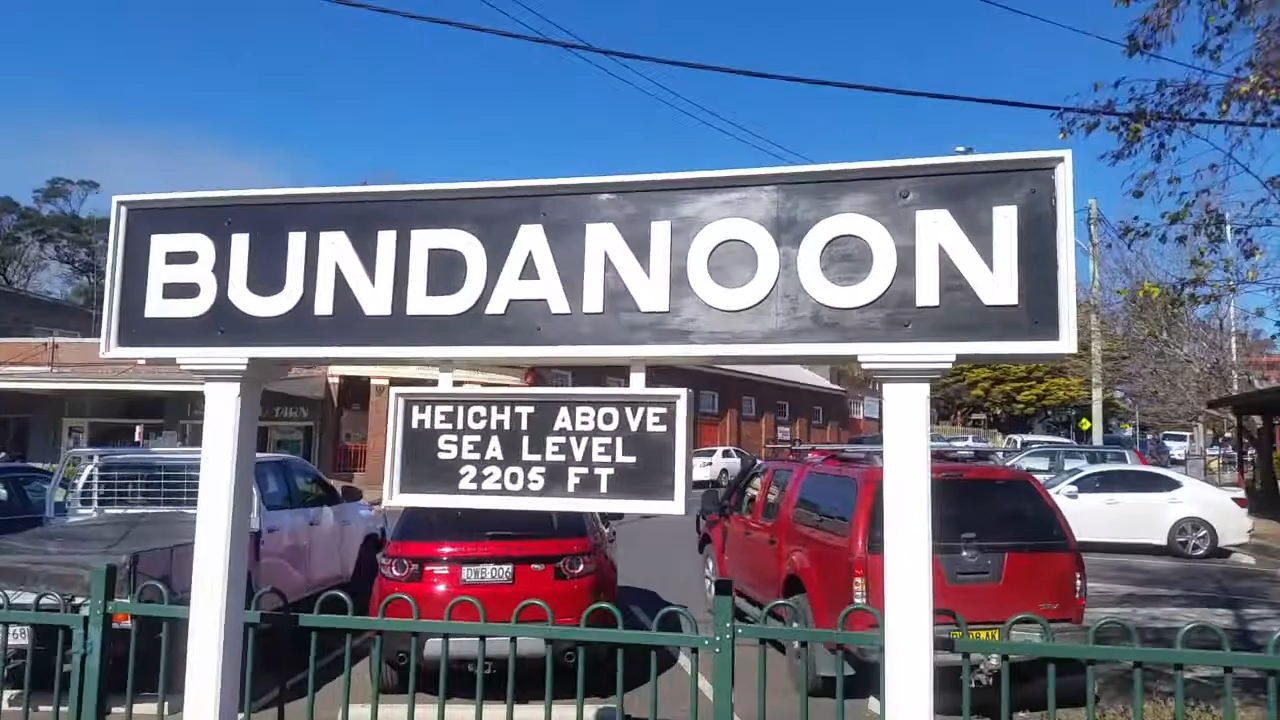 BUNDANOON
HEIGHT ABOVE
SEA LEVEL
2205 FT
DWB·006